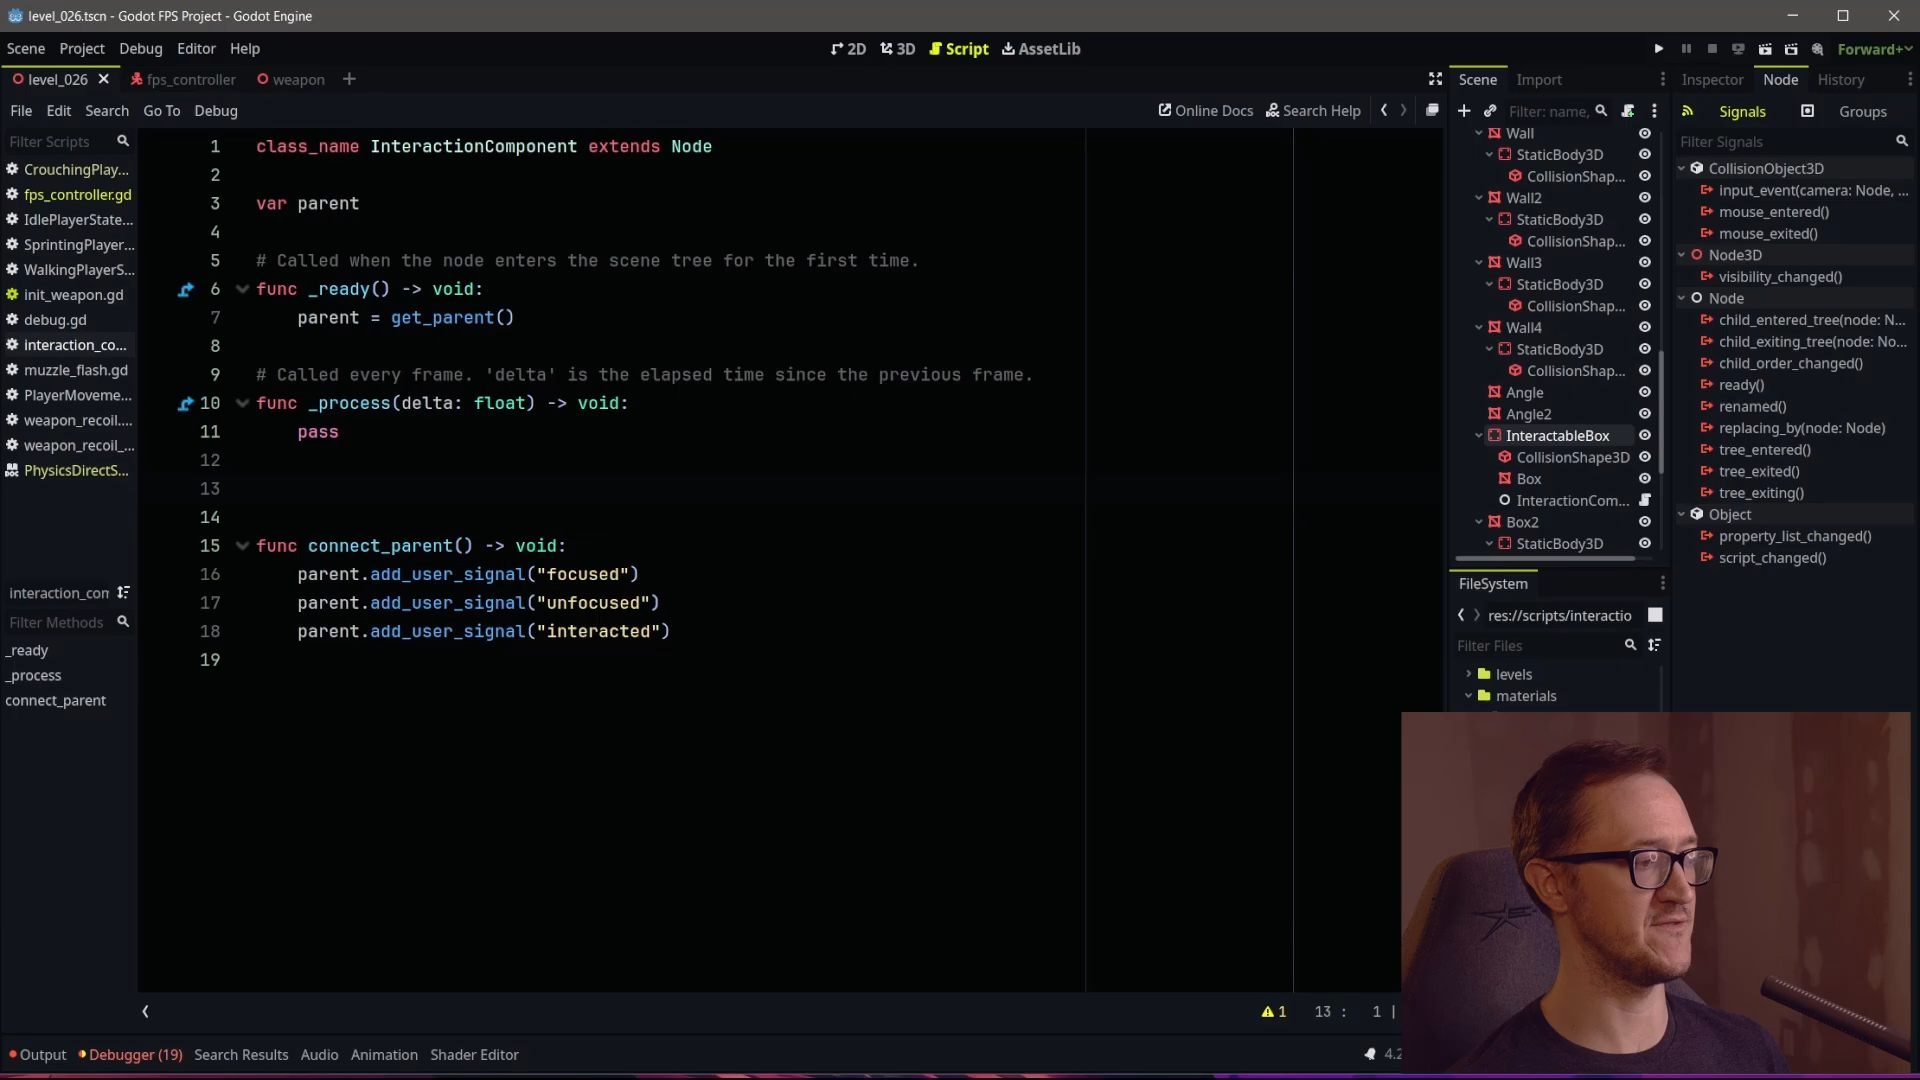 level_026.tscn - Godot FPS Project - Godot Engine
Scene Project Debug Editor Help
2D 3D Script AssetLib
Forward+
level_026 fps_controller weapon
Scene Import
Inspector Node History
File Edit Search Go To Debug
Online Docs Search Help
Filter: name,
Signals Groups
Filter Scripts
CrouchingPlay...
fps_controller.gd
IdlePlayerState...
SprintingPlayer...
WalkingPlayerS...
init_weapon.gd
debug.gd
interaction_co...
muzzle_flash.gd
PlayerMoveme...
weapon_recoil....
weapon_recoil_...
PhysicsDirectS...
interaction_com
Filter Methods
_ready
_process
connect_parent
1 class_name InteractionComponent extends Node
2
3 var parent
4
5 # Called when the node enters the scene tree for the first time.
6 func _ready() -> void:
7 parent = get_parent()
8
9 # Called every frame. 'delta' is the elapsed time since the previous frame.
10 func _process(delta: float) -> void:
11 pass
12
13
14
15 func connect_parent() -> void:
16 parent.add_user_signal("focused")
17 parent.add_user_signal("unfocused")
18 parent.add_user_signal("interacted")
19
1 13 : 1 |
Wall
StaticBody3D
CollisionShap...
Wall2
StaticBody3D
CollisionShap...
Wall3
StaticBody3D
CollisionShap...
Wall4
StaticBody3D
CollisionShap...
Angle
Angle2
InteractableBox
CollisionShape3D
Box
InteractionCom...
Box2
StaticBody3D
FileSystem
res://scripts/interactio
Filter Files
levels
materials
Filter Signals
CollisionObject3D
input_event(camera: Node, ...
mouse_entered()
mouse_exited()
Node3D
visibility_changed()
Node
child_entered_tree(node: N...
child_exiting_tree(node: No...
child_order_changed()
ready()
renamed()
replacing_by(node: Node)
tree_entered()
tree_exited()
tree_exiting()
Object
property_list_changed()
script_changed()
Output Debugger (19) Search Results Audio Animation Shader Editor
4.2